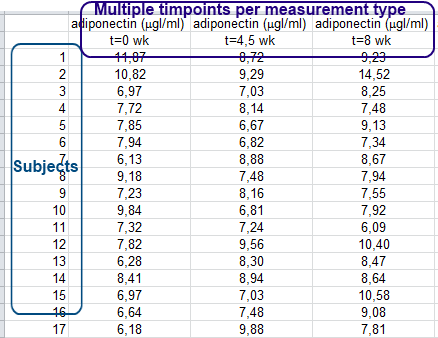 Multiple timpoints per measurement type
adiponectin (µgl/ml) adiponectin (µgl/ml) adiponectin (µgl/ml)
t=0 wk t=4,5 wk t=8 wk
1 11,87 8,72 9,23
2 10,82 9,29 14,52
3 6,97 7,03 8,25
4 7,72 8,14 7,48
5 7,85 6,67 9,13
6 7,94 6,82 7,34
7 6,13 8,88 8,67
Subjects
8 9,18 7,48 7,94
9 7,23 8,16 7,55
10 9,84 6,81 7,92
11 7,32 7,24 6,09
12 7,82 9,56 10,40
13 6,28 8,30 8,47
14 8,41 8,94 8,64
15 6,97 7,03 10,58
16 6,64 7,48 9,08
17 6,18 9,88 7,81